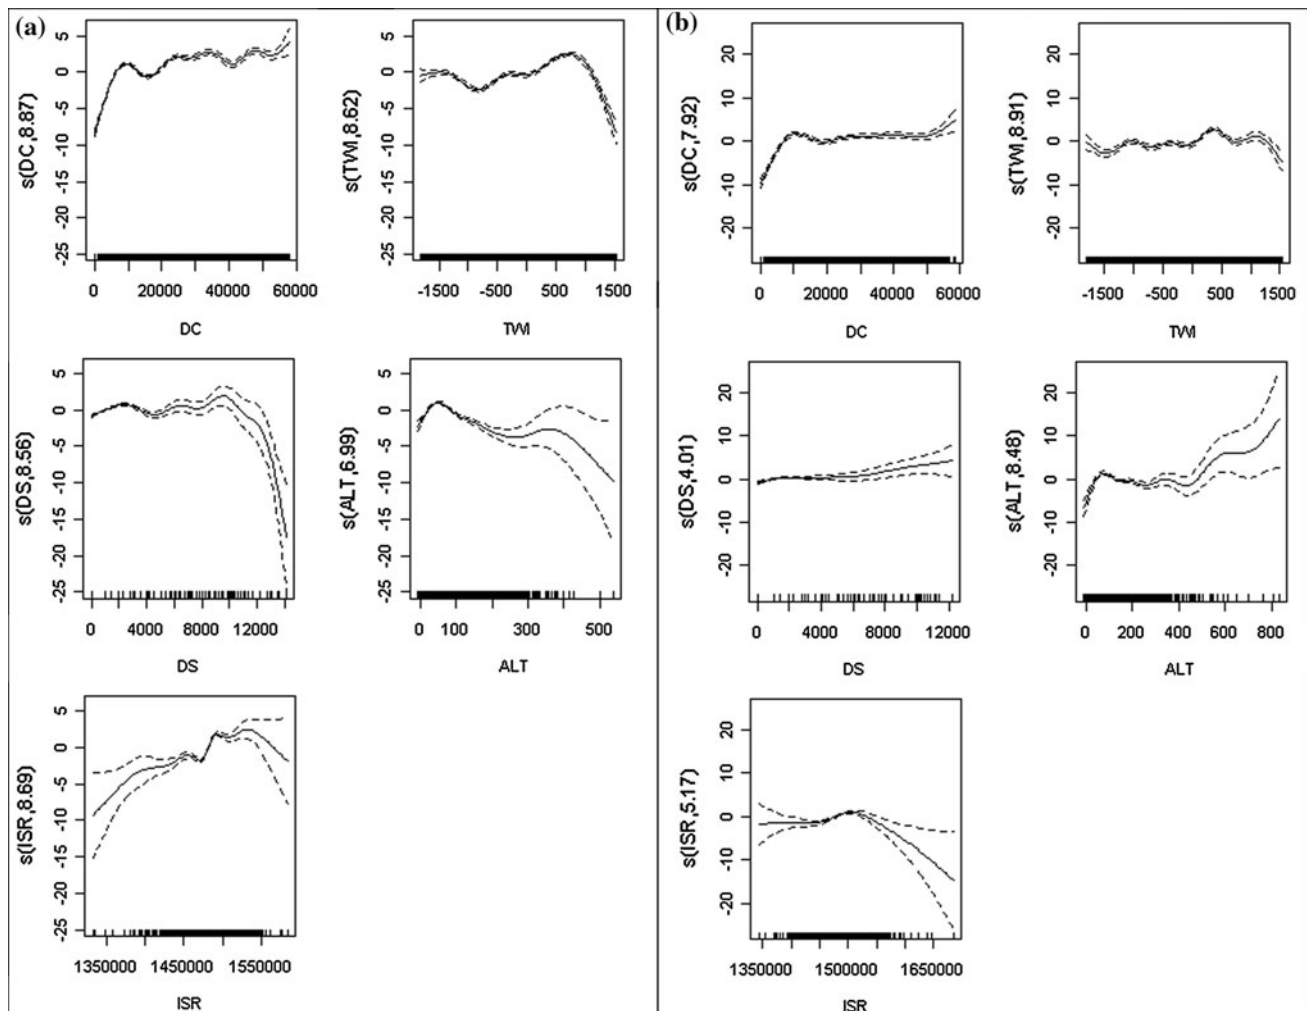 (a)
s(DC,8.87)
5
0
-5
-10
-15
-20
-25
0 20000 40000 60000
DC
s(TWI,8.62)
5
0
-5
-10
-15
-20
-25
-1500 -500 500 1500
TWI
s(DS,8.56)
5
0
-5
-10
-15
-20
-25
0 4000 8000 12000
DS
s(ALT,6.99)
5
0
-5
-10
-15
-20
-25
0 100 300 500
ALT
s(ISR,8.69)
5
0
-5
-10
-15
-20
-25
1350000 1450000 1550000
ISR
(b)
s(DC,7.92)
20
10
0
-10
-20
0 20000 40000 60000
DC
s(TWI,8.91)
20
10
0
-10
-20
-1500 -500 500 1500
TWI
s(DS,4.01)
20
10
0
-10
-20
0 4000 8000 12000
DS
s(ALT,8.48)
20
10
0
-10
-20
0 200 400 600 800
ALT
s(ISR,5.17)
20
10
0
-10
-20
1350000 1500000 1650000
ISR